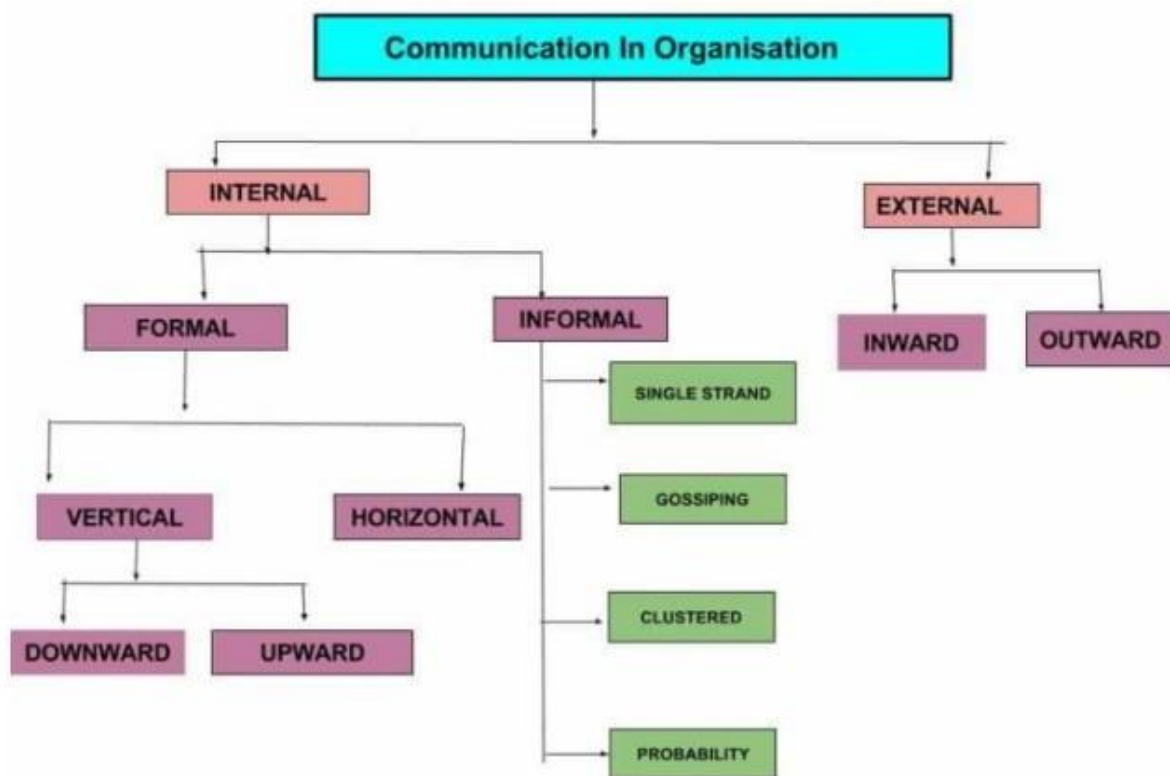 Communication In Organisation
INTERNAL
EXTERNAL
FORMAL
INFORMAL
INWARD
OUTWARD
SINGLE STRAND
GOSSIPING
VERTICAL
HORIZONTAL
CLUSTERED
DOWNWARD
UPWARD
PROBABILITY